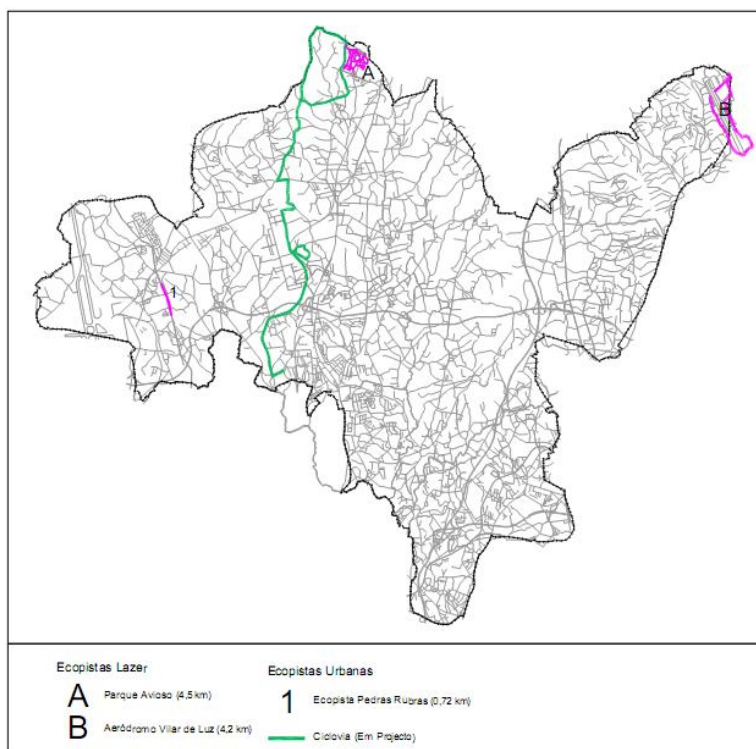 A
B
1
Ecopistas Lazer
A Parque Avioso (4,5 km)
B Aeródromo Vilar de Luz (4,2 km)
Ecopistas Urbanas
1 Ecopista Pedras Rubras (0,72 km)
Ciclovia (Em Projecto)